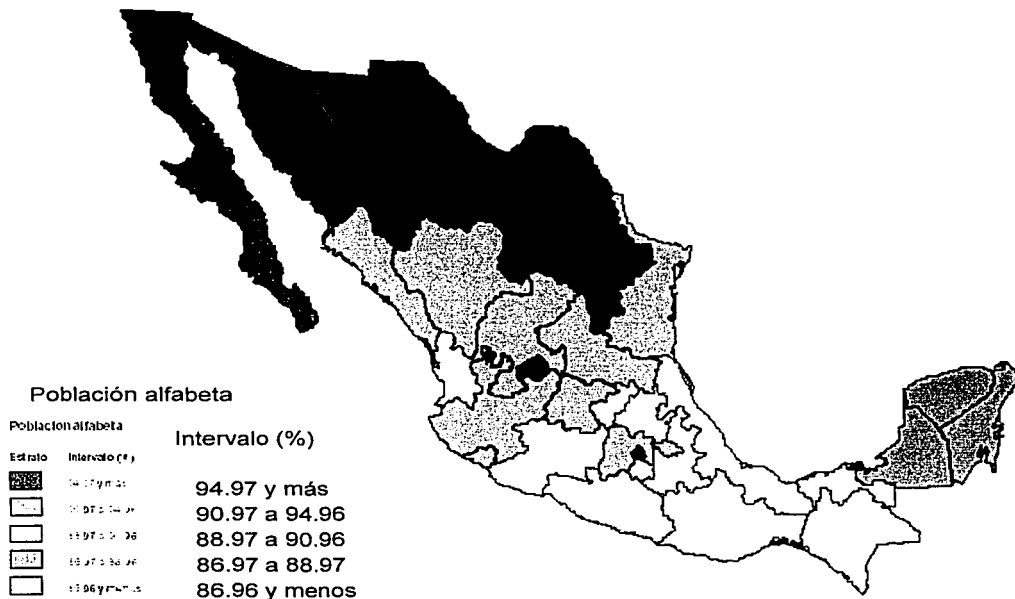 Población alfabeta
Poblacion alfabeta
Intervalo (%)
Estrato Intervalo (%)
94.97 y más
90.97 a 94.96
88.97 a 90.96
86.97 a 88.97
86.96 y menos